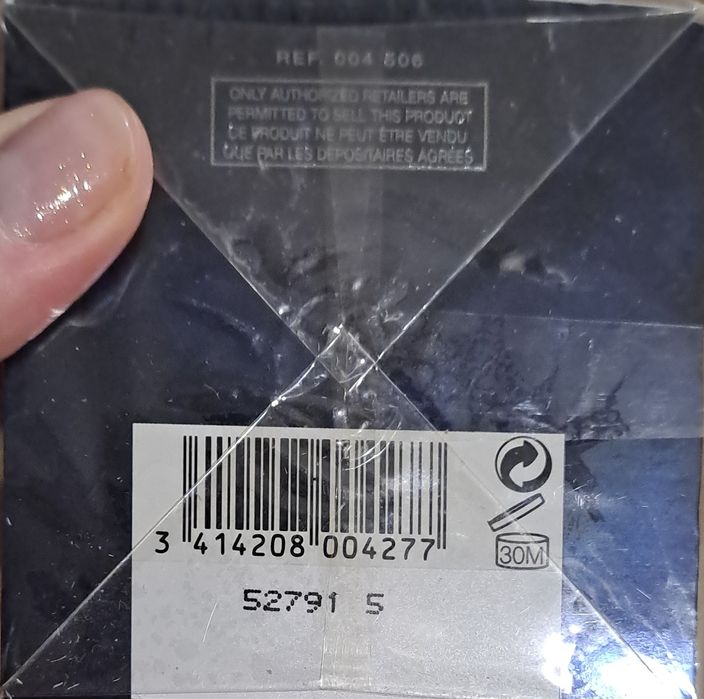 REF. 004 506
ONLY AUTHORIZED RETAILERS ARE
PERMITTED TO SELL THIS PRODUCT
CE PRODUIT NE PEUT ÊTRE VENDU
QUE PAR LES DÉPOSITAIRES AGRÉÉS
3 414208 004277
30M
52791 5